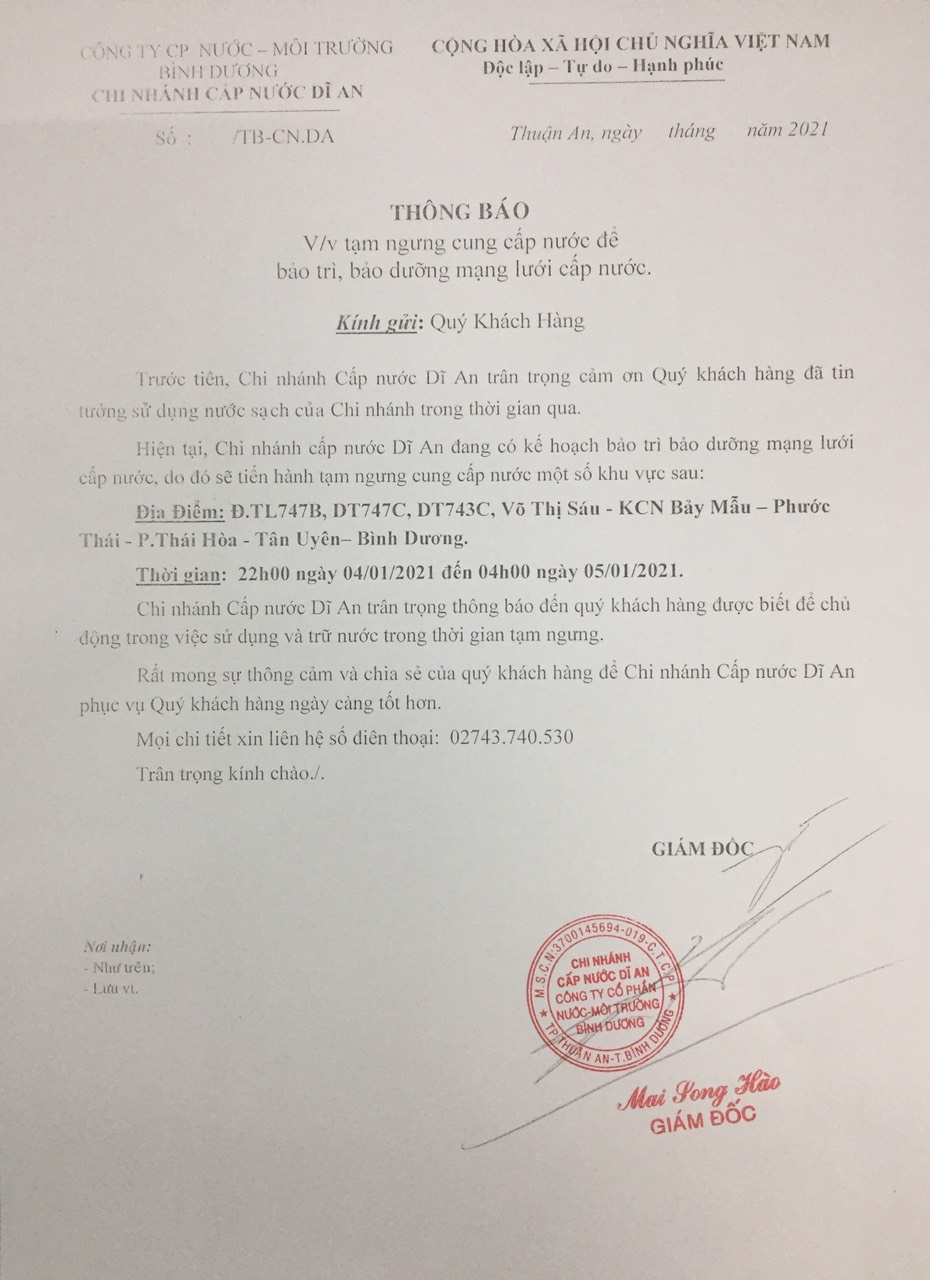 CÔNG TY CP NƯỚC – MÔI TRƯỜNG
BÌNH DƯƠNG
CHI NHÁNH CẤP NƯỚC DĨ AN
Số : /TB-CN.DA
CỘNG HÒA XÃ HỘI CHỦ NGHĨA VIỆT NAM
Độc lập – Tự do – Hạnh phúc
Thuận An, ngày tháng năm 2021
THÔNG BÁO
V/v tạm ngưng cung cấp nước để
bảo trì, bảo dưỡng mạng lưới cấp nước.
Kính gửi: Quý Khách Hàng
Trước tiên, Chi nhánh Cấp nước Dĩ An trân trọng cảm ơn Quý khách hàng đã tin
tưởng sử dụng nước sạch của Chi nhánh trong thời gian qua.
Hiện tại, Chi nhánh cấp nước Dĩ An đang có kế hoạch bảo trì bảo dưỡng mạng lưới
cấp nước, do đó sẽ tiến hành tạm ngưng cung cấp nước một số khu vực sau:
Địa Điểm: Đ.TL747B, DT747C, DT743C, Võ Thị Sáu - KCN Bảy Mẫu – Phước
Thái - P.Thái Hòa - Tân Uyên– Bình Dương.
Thời gian: 22h00 ngày 04/01/2021 đến 04h00 ngày 05/01/2021.
Chi nhánh Cấp nước Dĩ An trân trọng thông báo đến quý khách hàng được biết để chủ
động trong việc sử dụng và trữ nước trong thời gian tạm ngưng.
Rất mong sự thông cảm và chia sẻ của quý khách hàng để Chi nhánh Cấp nước Dĩ An
phục vụ Quý khách hàng ngày càng tốt hơn.
Mọi chi tiết xin liên hệ số điện thoại: 02743.740.530
Trân trọng kính chào./.
GIÁM ĐỐC
Nơi nhận:
- Như trên;
- Lưu vt.
M.S.C.N:3700145694-019-C.T.C.P
CHI NHÁNH
CẤP NƯỚC DĨ AN
CÔNG TY CỔ PHẦN
NƯỚC-MÔI TRƯỜNG
BÌNH DƯƠNG
TP.THUẬN AN-T.BÌNH DƯƠNG
Mai Song Hào
GIÁM ĐỐC